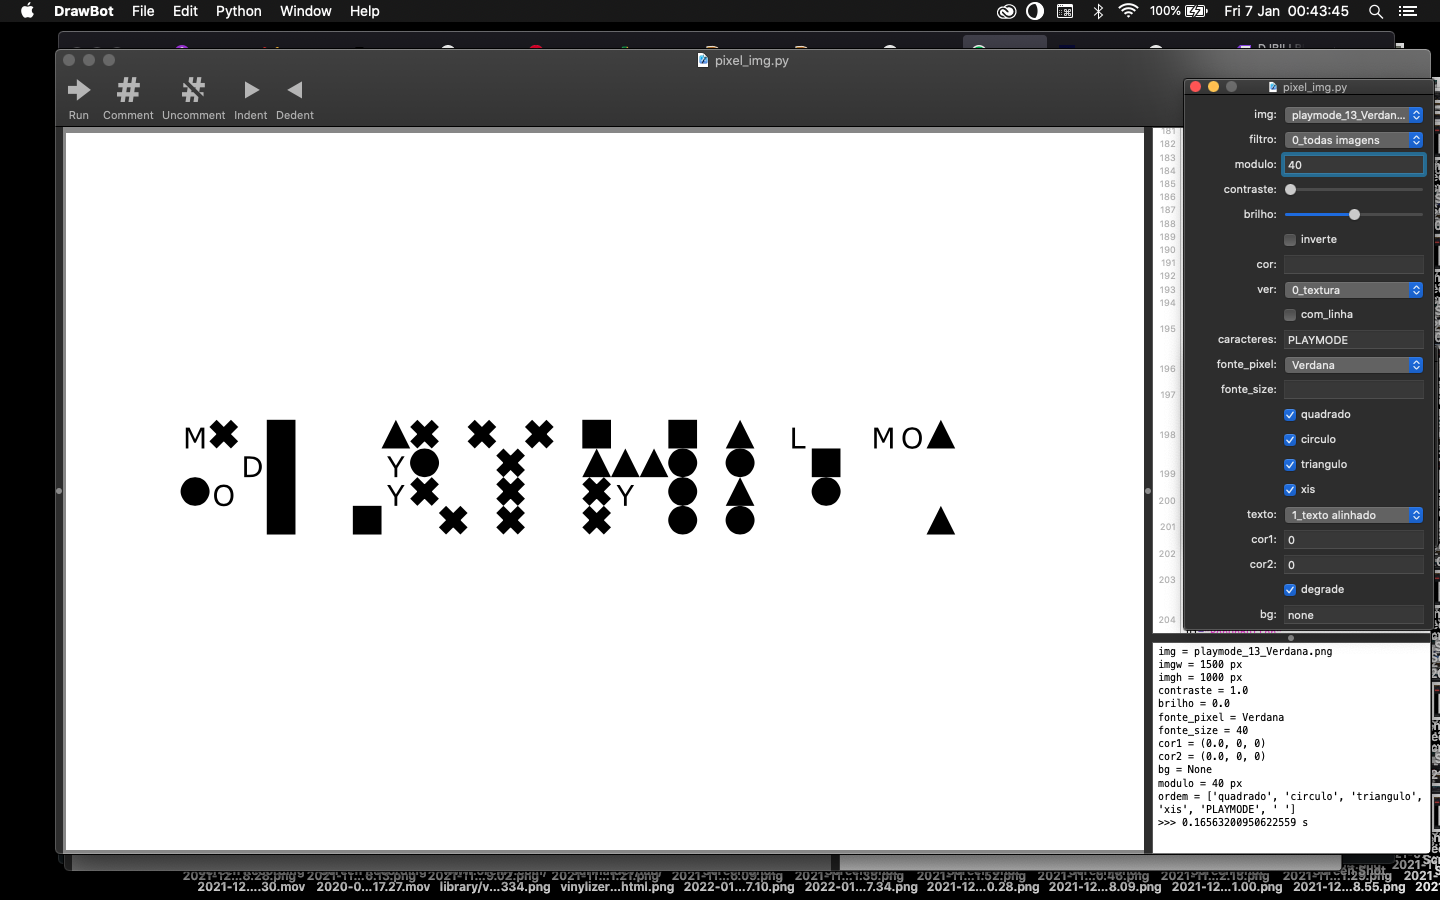 DrawBot File Edit Python Window Help 100% Fri 7 Jan 00:43:45
pixel_img.py
Run Comment Uncomment Indent Dedent
pixel_img.py
img: playmode_13_Verdan...
filtro: 0_todas imagens
modulo: 40
contraste:
brilho:
inverte
cor:
ver: 0_textura
com_linha
caracteres: PLAYMODE
fonte_pixel: Verdana
fonte_size:
quadrado
circulo
triangulo
xis
texto: 1_texto alinhado
cor1: 0
cor2: 0
degrade
bg: none
181
182
183
184
185
186
187
188
189
190
191
192
193
194
195
196
197
198
199
200
201
202
203
204
M L M O
D Y
O Y Y
img = playmode_13_Verdana.png
imgw = 1500 px
imgh = 1000 px
contraste = 1.0
brilho = 0.0
fonte_pixel = Verdana
fonte_size = 40
cor1 = (0.0, 0, 0)
cor2 = (0.0, 0, 0)
bg = None
modulo = 40 px
ordem = ['quadrado', 'circulo', 'triangulo',
'xis', 'PLAYMODE', ' ']
>>> 0.16563200950622559 s
2021-12....30.mov 2020-0...17.27.mov library/v...334.png vinylizer...html.png 2022-01...7.10.png 2022-01...7.34.png 2021-12...0.28.png 2021-12...8.09.png 2021-12...1.00.png 2021-12...8.55.png